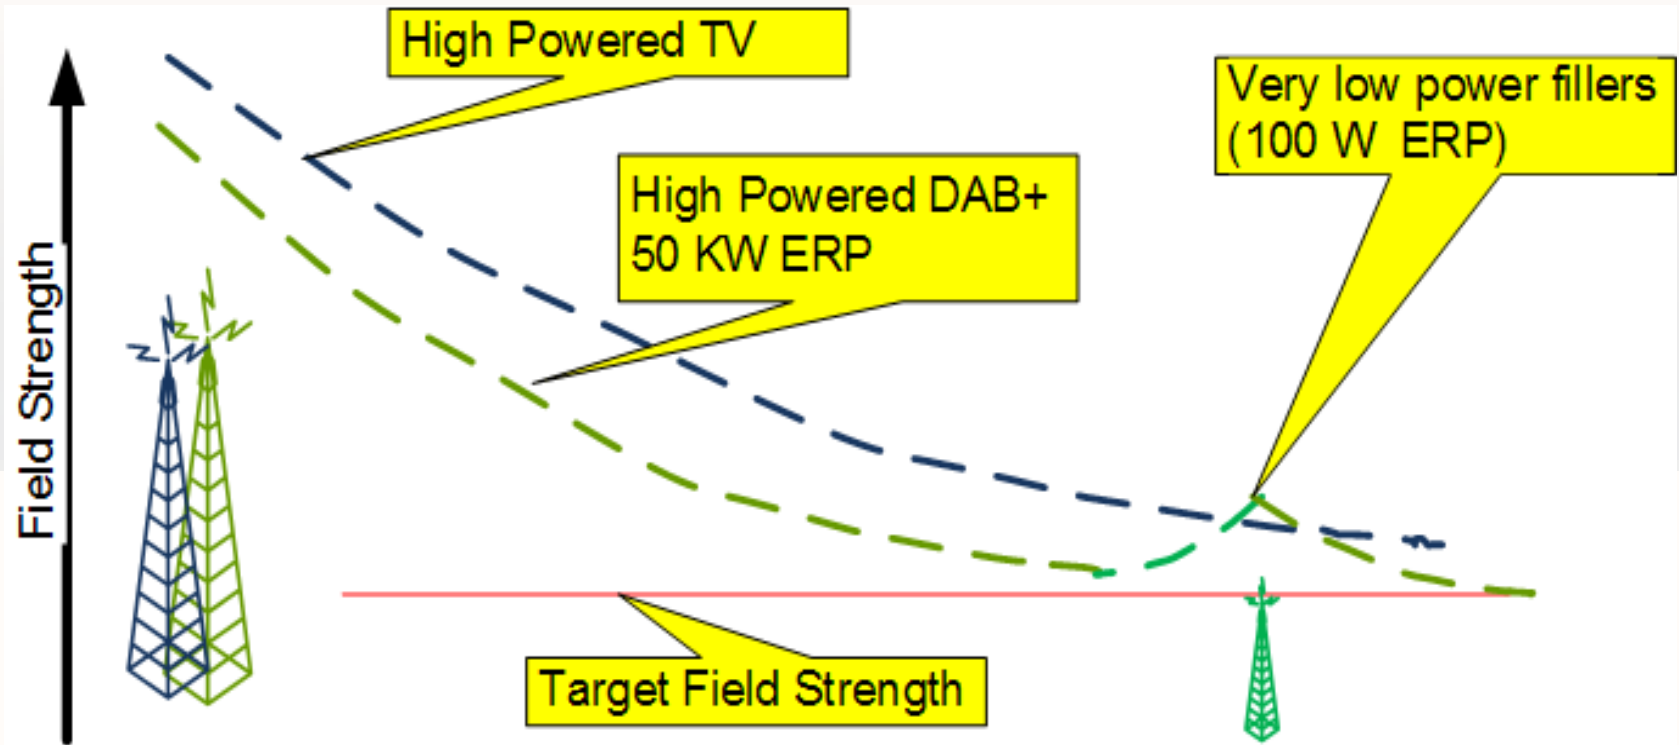 High Powered TV
Very low power fillers
(100 W ERP)
High Powered DAB+
50 KW ERP
Field Strength
Target Field Strength